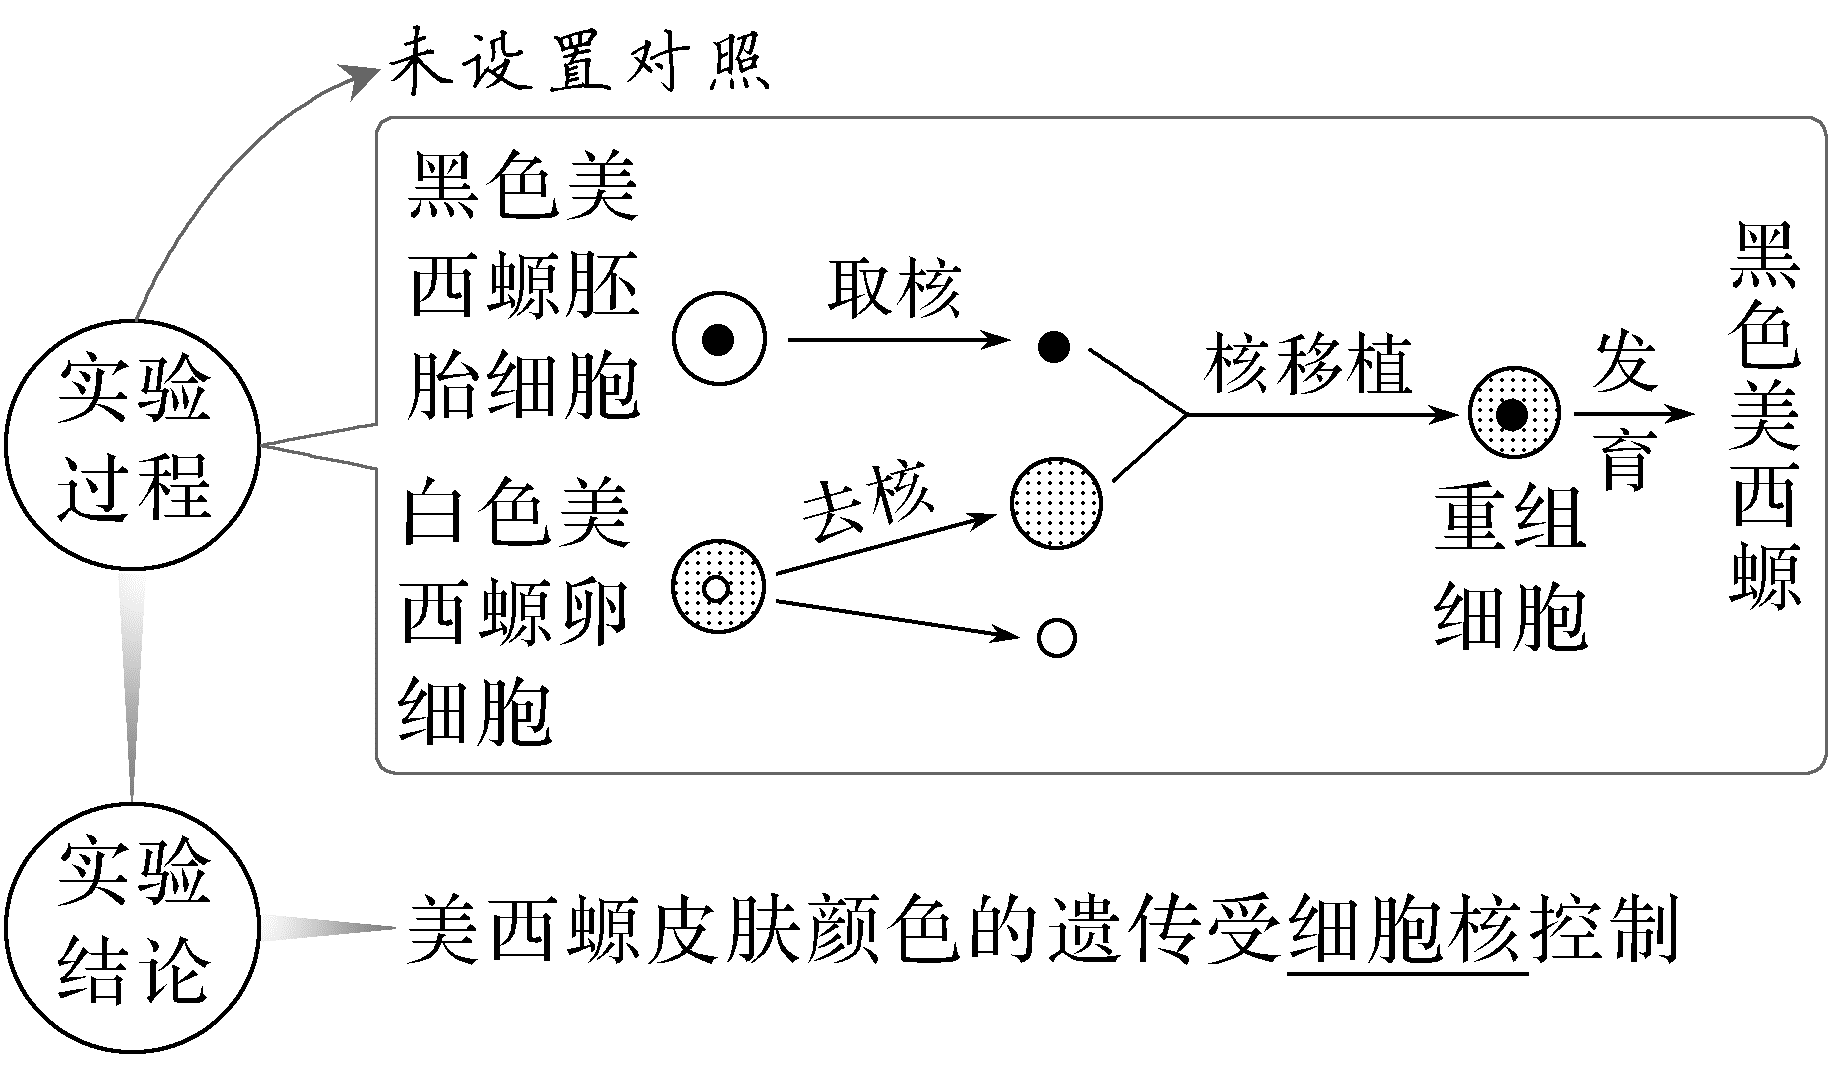 未设置对照
黑色美
西螈胚
胎细胞
取核
核移植
发
育
黑色美西螈
实验
过程
白色美
西螈卵
细胞
去核
重组
细胞
实验
结论
美西螈皮肤颜色的遗传受细胞核控制